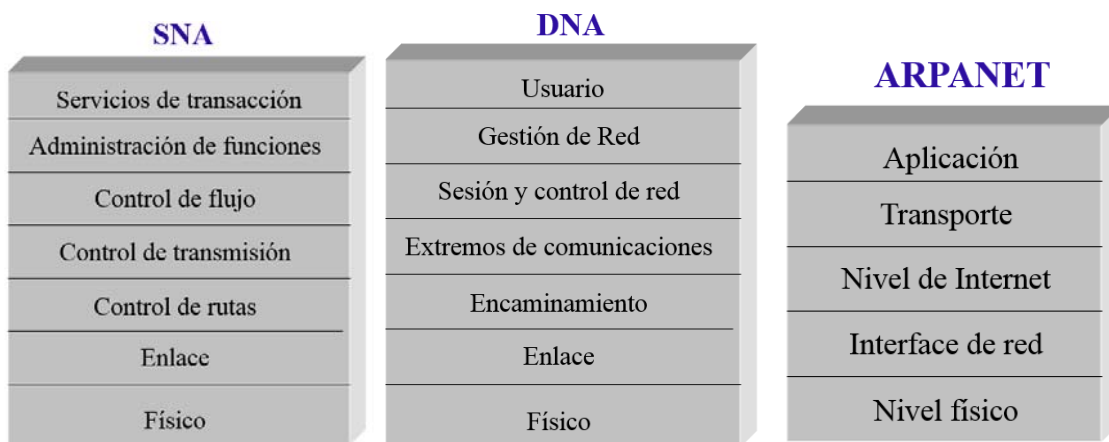 SNA
Servicios de transacción
Administración de funciones
Control de flujo
Control de transmisión
Control de rutas
Enlace
Físico
DNA
Usuario
Gestión de Red
Sesión y control de red
Extremos de comunicaciones
Encaminamiento
Enlace
Físico
ARPANET
Aplicación
Transporte
Nivel de Internet
Interface de red
Nivel físico